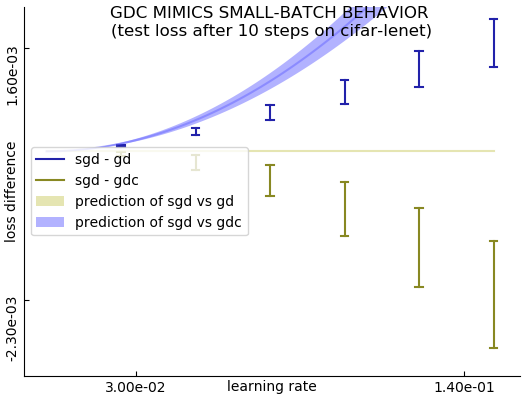 GDC MIMICS SMALL-BATCH BEHAVIOR
(test loss after 10 steps on cifar-lenet)
1.60e-03
loss difference
-2.30e-03
sgd - gd
sgd - gdc
prediction of sgd vs gd
prediction of sgd vs gdc
3.00e-02
learning rate
1.40e-01